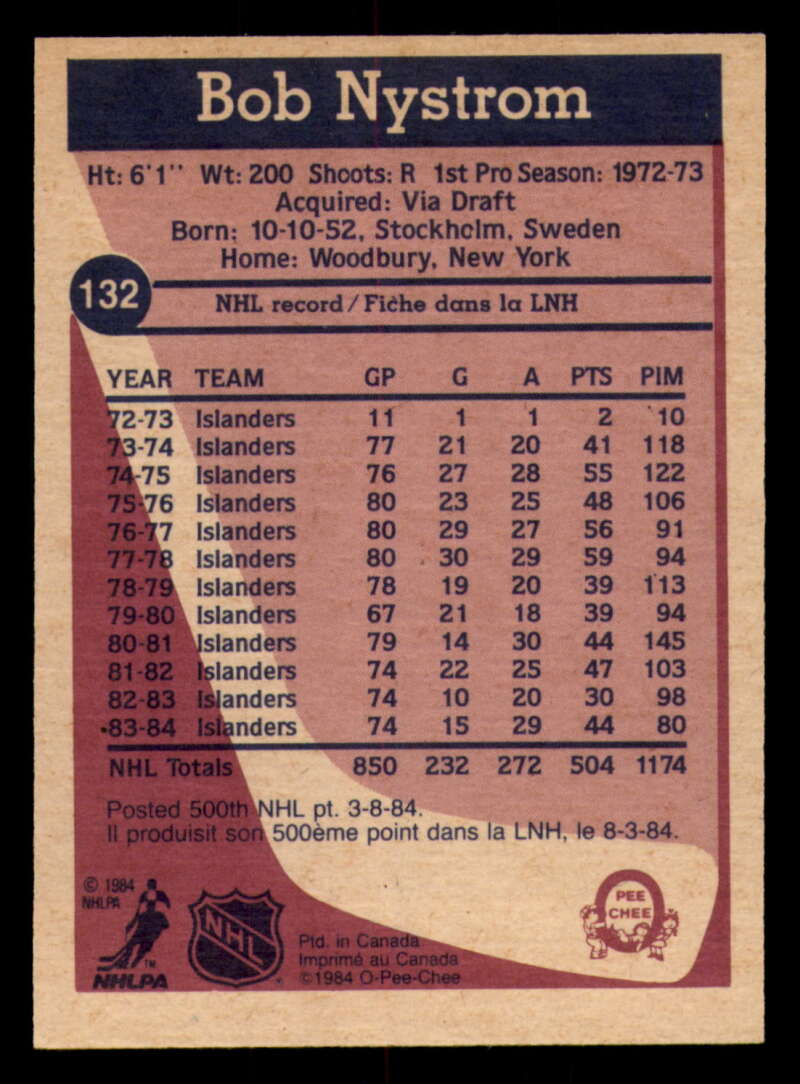 Bob Nystrom
Ht: 6'1" Wt: 200 Shoots: R 1st Pro Season: 1972-73
Acquired: Via Draft
Born: 10-10-52, Stockholm, Sweden
Home: Woodbury, New York
132
NHL record/Fiche dans la LNH
YEAR TEAM GP G A PTS PIM
72-73 Islanders 11 1 1 2 10
73-74 Islanders 77 21 20 41 118
74-75 Islanders 76 27 28 55 122
75-76 Islanders 80 23 25 48 106
76-77 Islanders 80 29 27 56 91
77-78 Islanders 80 30 29 59 94
78-79 Islanders 78 19 20 39 113
79-80 Islanders 67 21 18 39 94
80-81 Islanders 79 14 30 44 145
81-82 Islanders 74 22 25 47 103
82-83 Islanders 74 10 20 30 98
83-84 Islanders 74 15 29 44 80
NHL Totals 850 232 272 504 1174
Posted 500th NHL pt. 3-8-84.
Il produisit son 500ème point dans la LNH, le 8-3-84.
© 1984
NHLPA
TM
NHLPA
NHL
Ptd. in Canada
Imprimé au Canada
©1984 O-Pee-Chee
PEE
CHEE